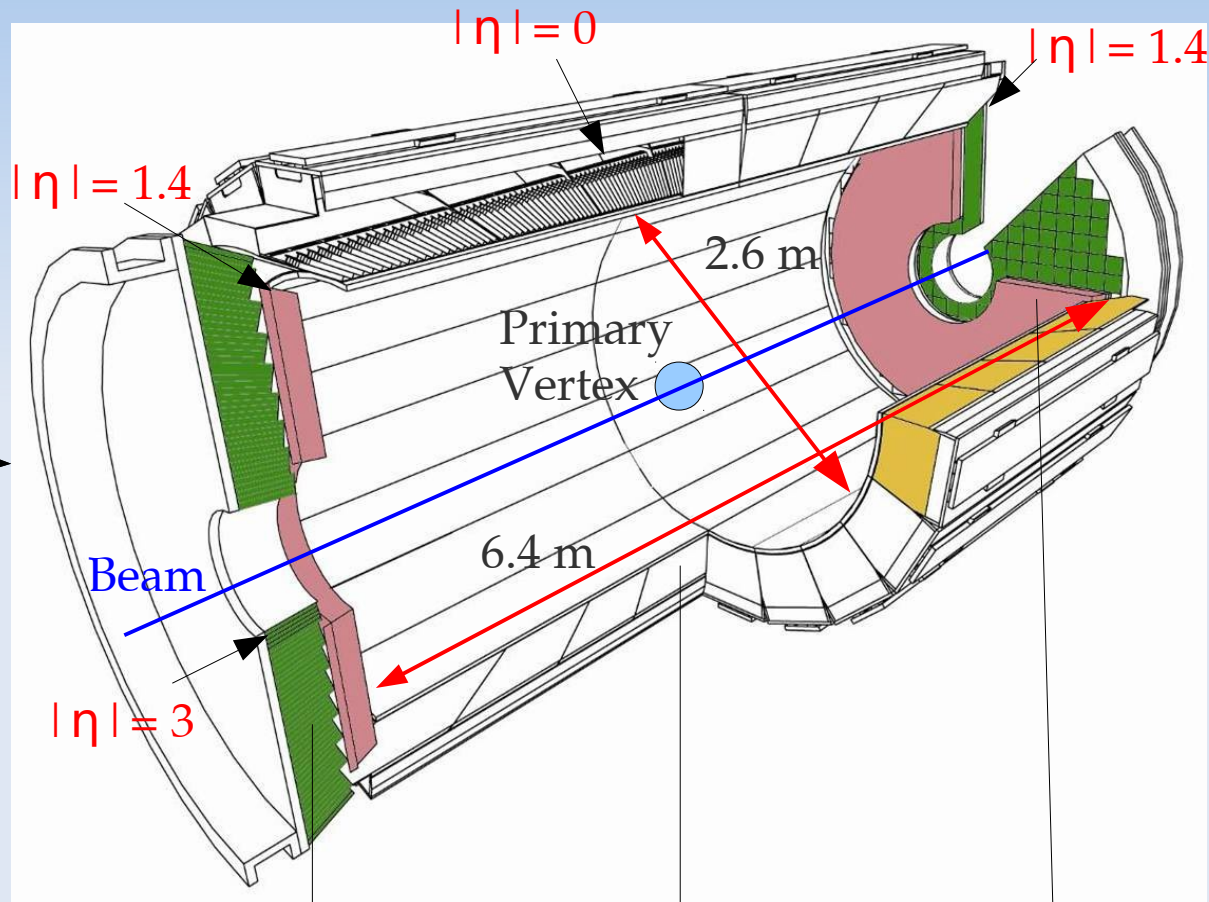 |η| = 0
|η| = 1.4
|η| = 1.4
2.6 m
Primary
Vertex
6.4 m
Beam
|η| = 3